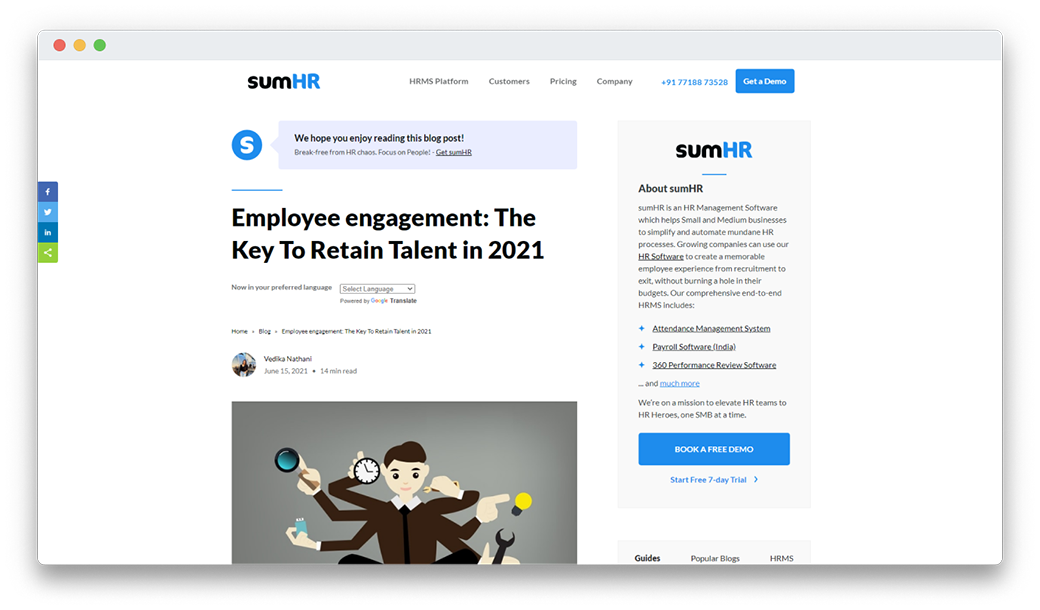 sumHR
HRMS Platform
Customers
Pricing
Company
+91 77188 73528
Get a Demo
S
We hope you enjoy reading this blog post!
Break-free from HR chaos. Focus on People! - Get sumHR
Employee engagement: The
Key To Retain Talent in 2021
Now in your preferred language
Select Language
Powered by Google Translate
Home • Blog • Employee engagement: The Key To Retain Talent in 2021
Vedika Nathani
June 15, 2021 • 14 min read
f
in
sumHR
About sumHR
sumHR is an HR Management Software
which helps Small and Medium businesses
to simplify and automate mundane HR
processes. Growing companies can use our
HR Software to create a memorable
employee experience from recruitment to
exit, without burning a hole in their
budgets. Our comprehensive end-to-end
HRMS includes:
Attendance Management System
Payroll Software (India)
360 Performance Review Software
... and much more
We're on a mission to elevate HR teams to
HR Heroes, one SMB at a time.
BOOK A FREE DEMO
Start Free 7-day Trial
Guides
Popular Blogs
HRMS